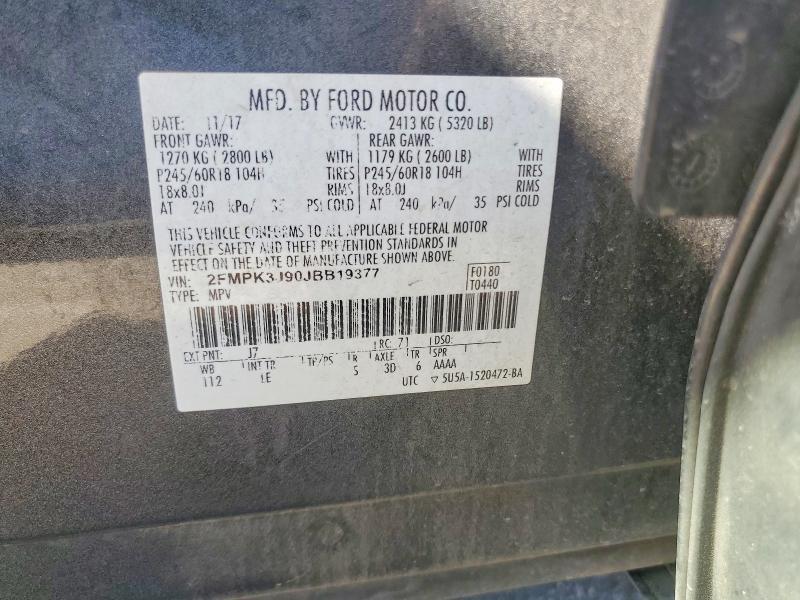 MFD. BY FORD MOTOR CO.
DATE: 11/17 GVWR: 2413 KG ( 5320 LB)
FRONT GAWR: REAR GAWR:
1270 KG ( 2800 LB) WITH 1179 KG ( 2600 LB) WITH
P245/60R18 104H TIRES P245/60R18 104H TIRES
18x8.0J RIMS 18x8.0J RIMS
AT 240 kPa/ 35 PSI COLD AT 240 kPa/ 35 PSI COLD
THIS VEHICLE CONFORMS TO ALL APPLICABLE FEDERAL MOTOR
VEHICLE SAFETY AND THEFT PREVENTION STANDARDS IN
EFFECT ON THE DATE OF MANUFACTURE SHOWN ABOVE.
VIN: 2FMPK3J90JBB19377 F0180
TYPE: MPV T0440
EXT PNT: J7 RC: 71 DSO:
WB INT TR TP/PS R AXLE TR SPR
112 LE 5 3D 6 AAAA
UTC ▽ 5U5A-1520472-BA